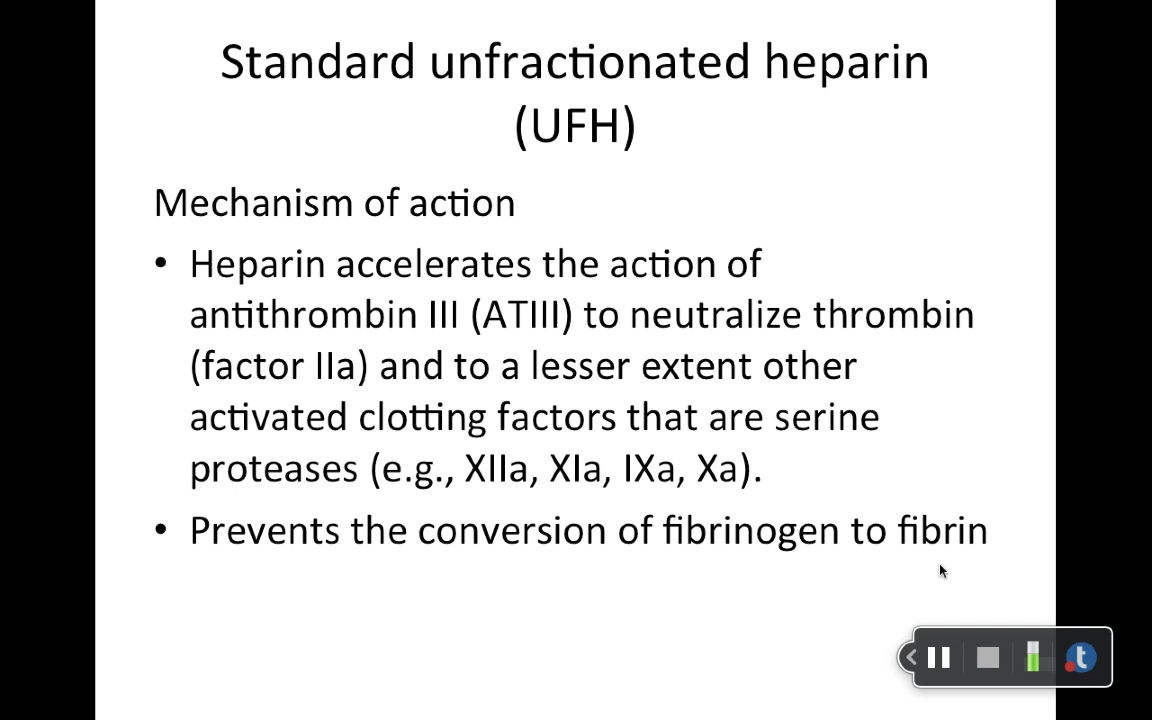 Standard unfractionated heparin
(UFH)
Mechanism of action
• Heparin accelerates the action of
antithrombin III (ATIII) to neutralize thrombin
(factor IIa) and to a lesser extent other
activated clotting factors that are serine
proteases (e.g., XIIa, XIa, IXa, Xa).
• Prevents the conversion of fibrinogen to fibrin
t